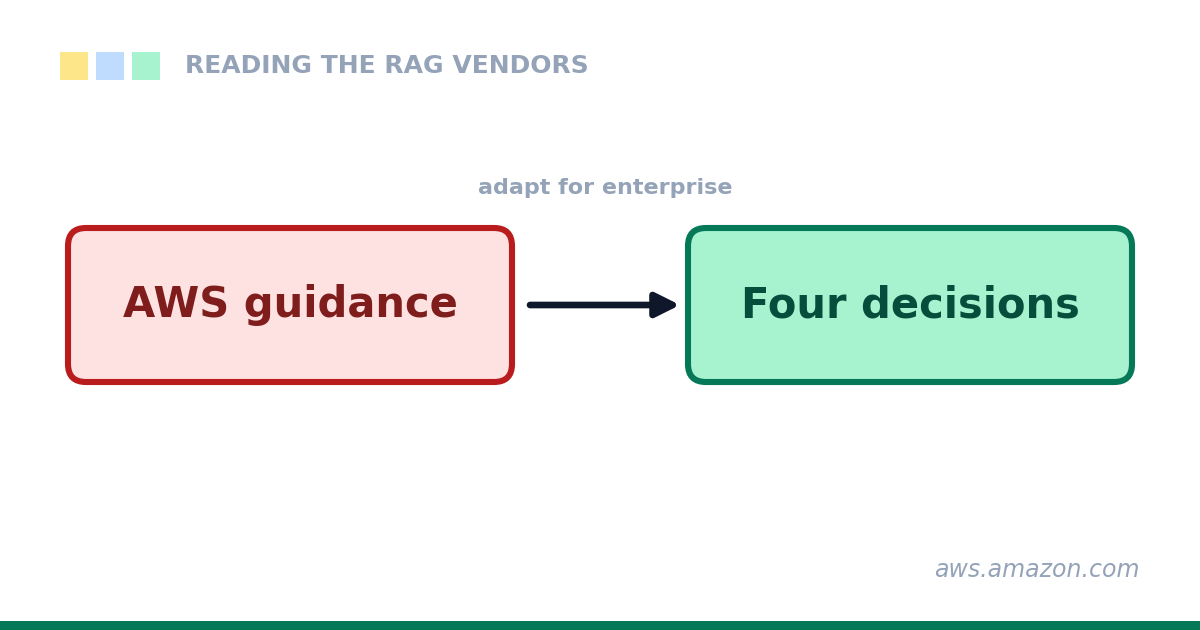 READING THE RAG VENDORS
adapt for enterprise
AWS guidance
Four decisions
aws.amazon.com